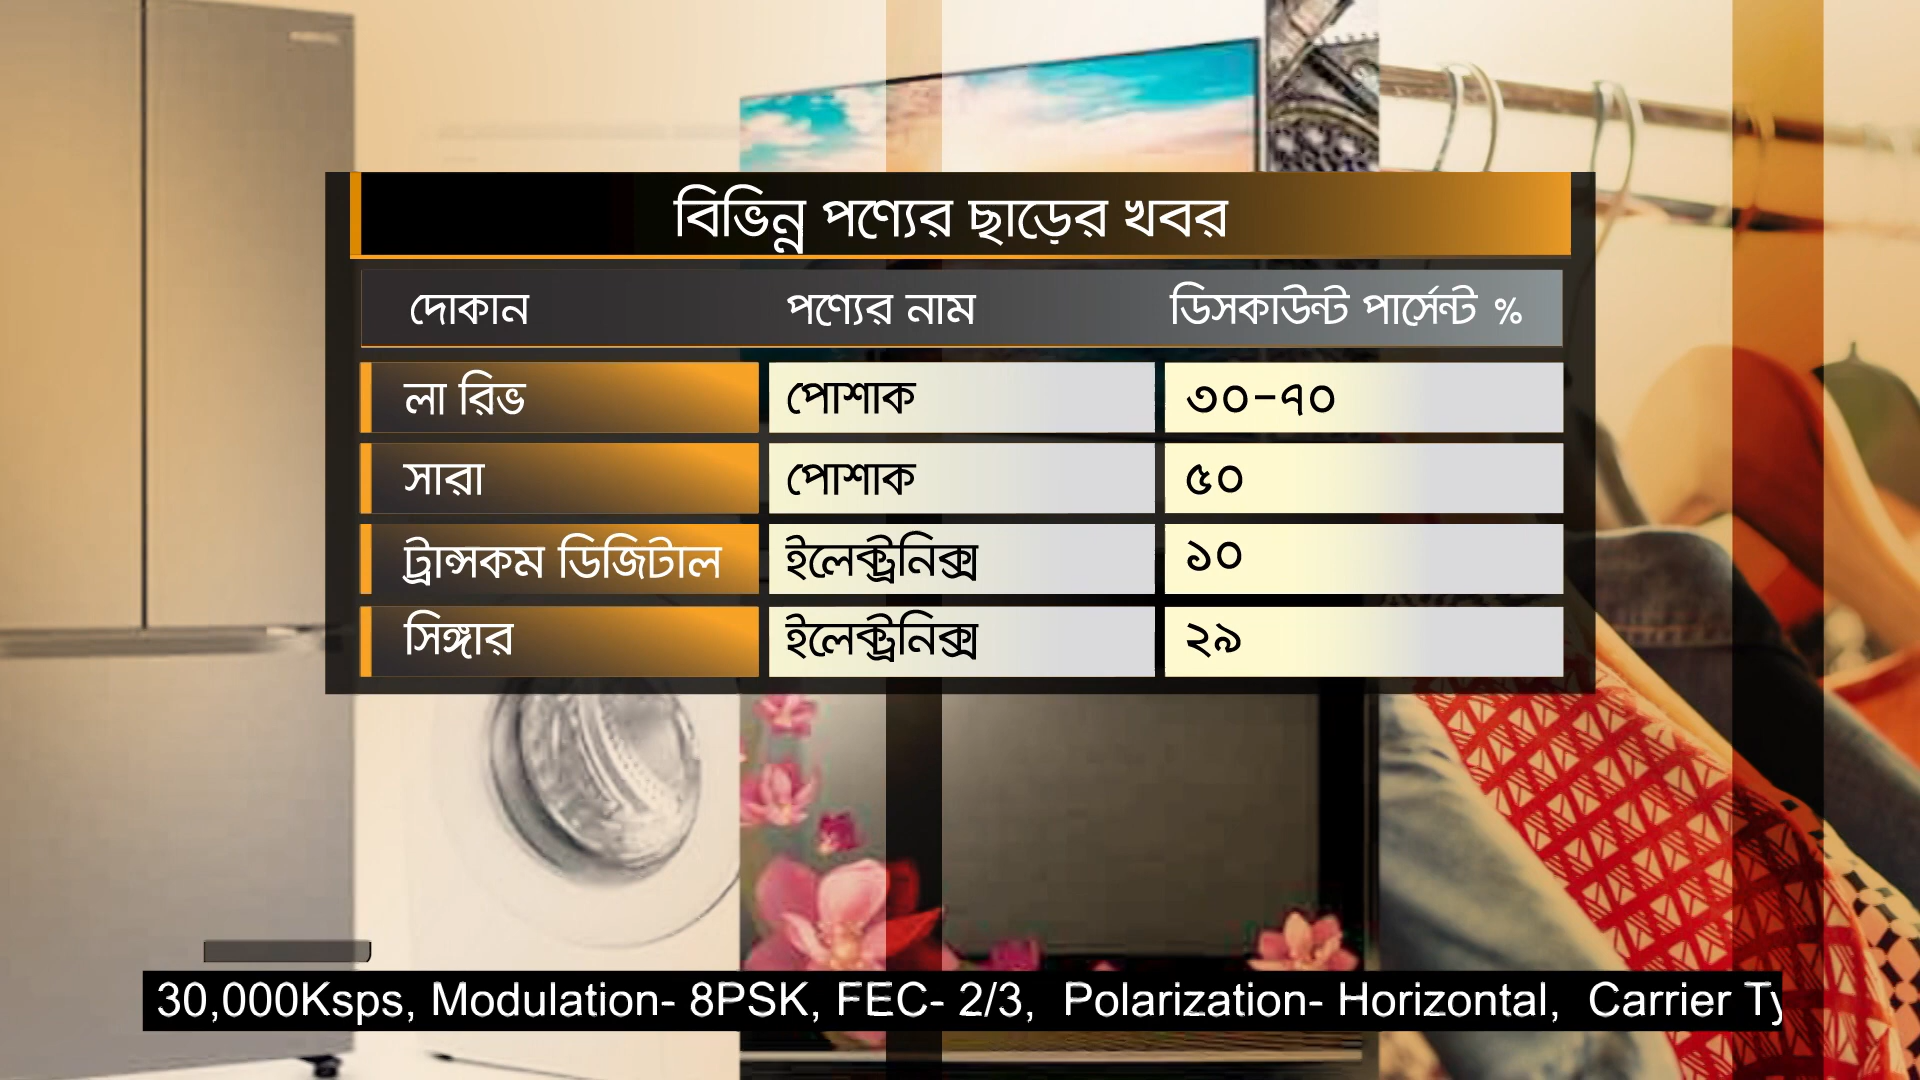 বিভিন্ন পণ্যের ছাড়ের খবর
দোকান পণ্যের নাম ডিসকাউন্ট পার্সেন্ট %
লা রিভ পোশাক ৩০-৭০
সারা পোশাক ৫০
ট্রান্সকম ডিজিটাল ইলেক্ট্রনিক্স ১০
সিঙ্গার ইলেক্ট্রনিক্স ২৯
30,000Ksps, Modulation- 8PSK, FEC- 2/3, Polarization- Horizontal, Carrier